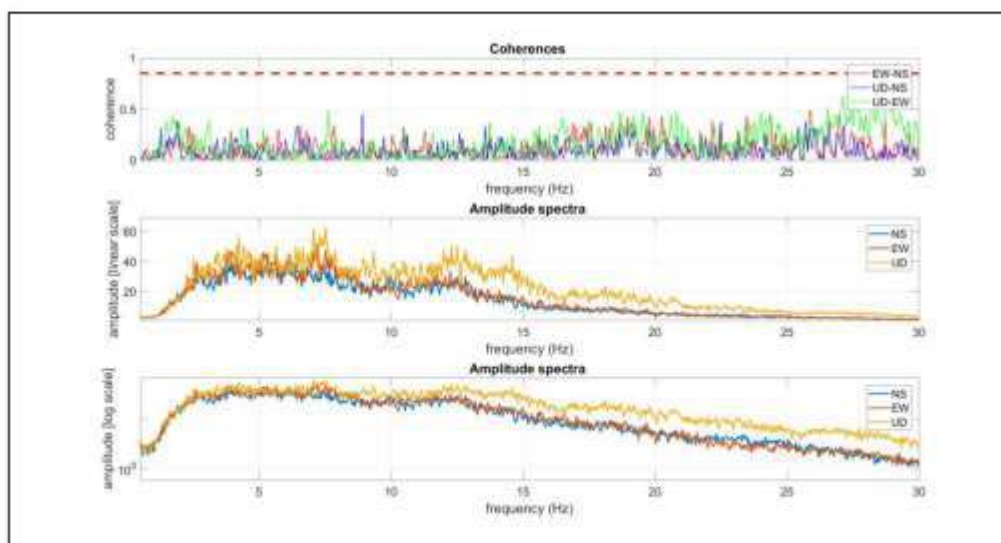 Coherences
coherence
1
0.5
0
EW-NS
UD-NS
UD-EW
5 10 15 20 25 30
frequency (Hz)
Amplitude spectra
amplitude [linear scale]
60
40
20
NS
EW
UD
5 10 15 20 25 30
frequency (Hz)
Amplitude spectra
amplitude [log scale]
NS
EW
UD
5 10 15 20 25 30
frequency (Hz)